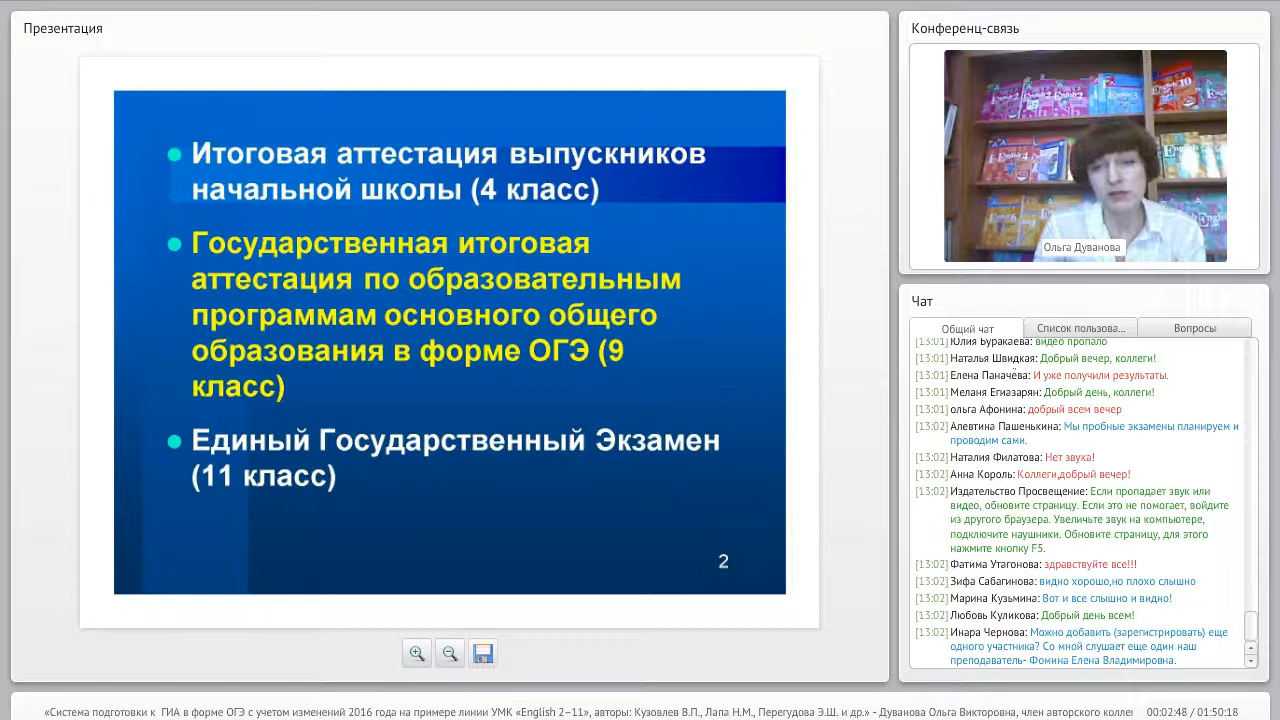 Презентация
Итоговая аттестация выпускников
начальной школы (4 класс)
Государственная итоговая
аттестация по образовательным
программам основного общего
образования в форме ОГЭ (9
класс)
Единый Государственный Экзамен
(11 класс)
2
Конференц-связь
Ольга Дуванова
Чат
Общий чат
Список пользова...
Вопросы
[13:01] Юлия Буракаева: видео пропало
[13:01] Наталья Швидкая: Добрый вечер, коллеги!
[13:01] Елена Паначёва: И уже получили результаты.
[13:01] Меланя Егиазарян: Добрый день, коллеги!
[13:01] ольга Афонина: добрый всем вечер
[13:02] Алевтина Пашенькина: Мы пробные экзамены планируем и
проводим сами.
[13:02] Наталия Филатова: Нет звука!
[13:02] Анна Король: Коллеги,добрый вечер!
[13:02] Издательство Просвещение: Если пропадает звук или
видео, обновите страницу. Если это не помогает, войдите
из другого браузера. Увеличьте звук на компьютере,
подключите наушники. Обновите страницу, для этого
нажмите кнопку F5.
[13:02] Фатима Утагонова: здравствуйте все!!!
[13:02] Зифа Сабагинова: видно хорошо,но плохо слышно
[13:02] Марина Кузьмина: Вот и все слышно и видно!
[13:02] Любовь Куликова: Добрый день всем!
[13:02] Инара Чернова: Можно добавить (зарегистрировать) еще
одного участника? Со мной слушает еще один наш
преподаватель- Фомина Елена Владимировна.
«Система подготовки к ГИА в форме ОГЭ с учетом изменений 2016 года на примере линии УМК «English 2–11», авторы: Кузовлев В.П., Лапа Н.М., Перегудова Э.Ш. и др.» - Дуванова Ольга Викторовна, член авторского коллек
00:02:48 / 01:50:18